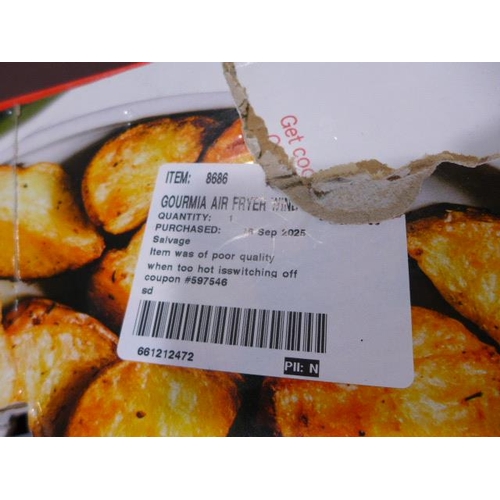 Get coo
ITEM: 8686
GOURMIA AIR FRYER WIND
QUANTITY: 1
PURCHASED: Sep 2025
Salvage
Item was of poor quality
when too hot isswitching off
coupon #597546
sd
661212472
PII: N